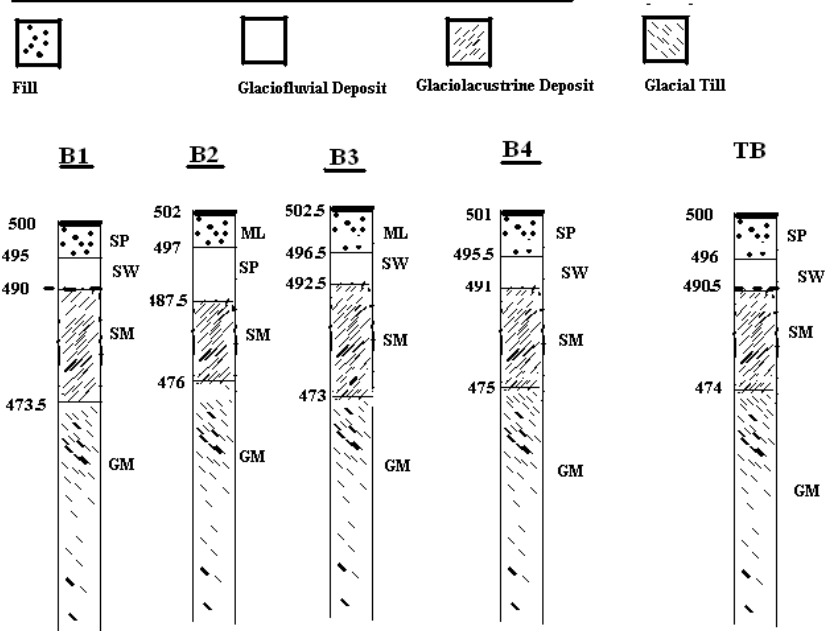 Fill
Glaciofluvial Deposit
Glaciolacustrine Deposit
Glacial Till
B1
B2
B3
B4
TB
500
SP
495
SW
490
SM
473.5
GM
502
ML
497
SP
487.5
SM
476
GM
502.5
ML
496.5
SW
492.5
SM
473
GM
501
SP
495.5
SW
491
SM
475
GM
500
SP
496
SW
490.5
SM
474
GM